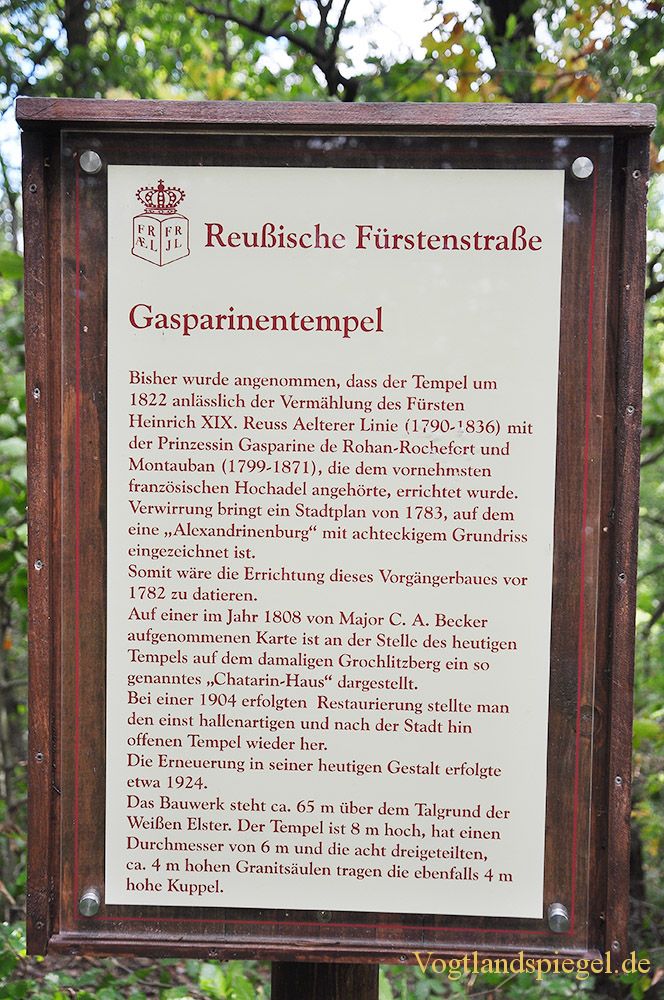 FR FR
ÆL JL
Reußische Fürstenstraße
Gasparinentempel
Bisher wurde angenommen, dass der Tempel um
1822 anlässlich der Vermählung des Fürsten
Heinrich XIX. Reuss Aelterer Linie (1790-1836) mit
der Prinzessin Gasparine de Rohan-Rochefort und
Montauban (1799-1871), die dem vornehmsten
französischen Hochadel angehörte, errichtet wurde.
Verwirrung bringt ein Stadtplan von 1783, auf dem
eine „Alexandrinenburg“ mit achteckigem Grundriss
eingezeichnet ist.
Somit wäre die Errichtung dieses Vorgängerbaues vor
1782 zu datieren.
Auf einer im Jahr 1808 von Major C. A. Becker
aufgenommenen Karte ist an der Stelle des heutigen
Tempels auf dem damaligen Grochlitzberg ein so
genanntes „Chatarin-Haus“ dargestellt.
Bei einer 1904 erfolgten Restaurierung stellte man
den einst hallenartigen und nach der Stadt hin
offenen Tempel wieder her.
Die Erneuerung in seiner heutigen Gestalt erfolgte
etwa 1924.
Das Bauwerk steht ca. 65 m über dem Talgrund der
Weißen Elster. Der Tempel ist 8 m hoch, hat einen
Durchmesser von 6 m und die acht dreigeteilten,
ca. 4 m hohen Granitsäulen tragen die ebenfalls 4 m
hohe Kuppel.
Vogtlandspiegel.de